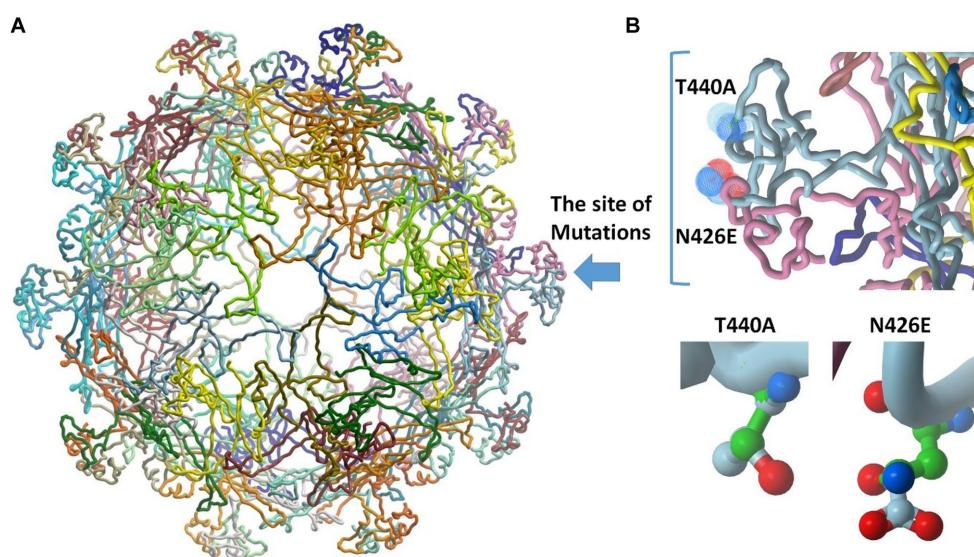 A
B
T440A
The site of
Mutations
N426E
T440A
N426E